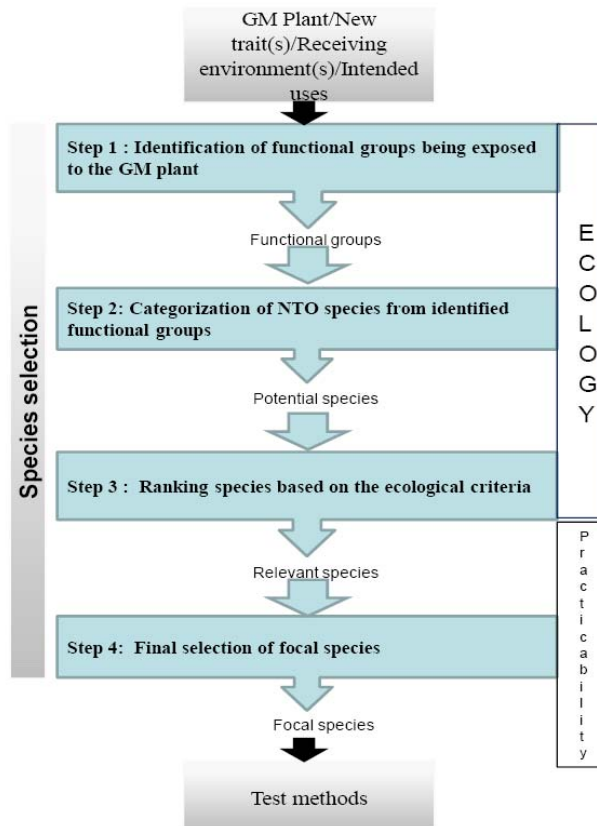 GM Plant/New
trait(s)/Receiving
environment(s)/Intended
uses
Species selection
Step 1 : Identification of functional groups being exposed
to the GM plant
Functional groups
Step 2: Categorization of NTO species from identified
functional groups
Potential species
Step 3 : Ranking species based on the ecological criteria
Relevant species
Step 4: Final selection of focal species
Focal species
Test methods
ECOLOGY
Practicability